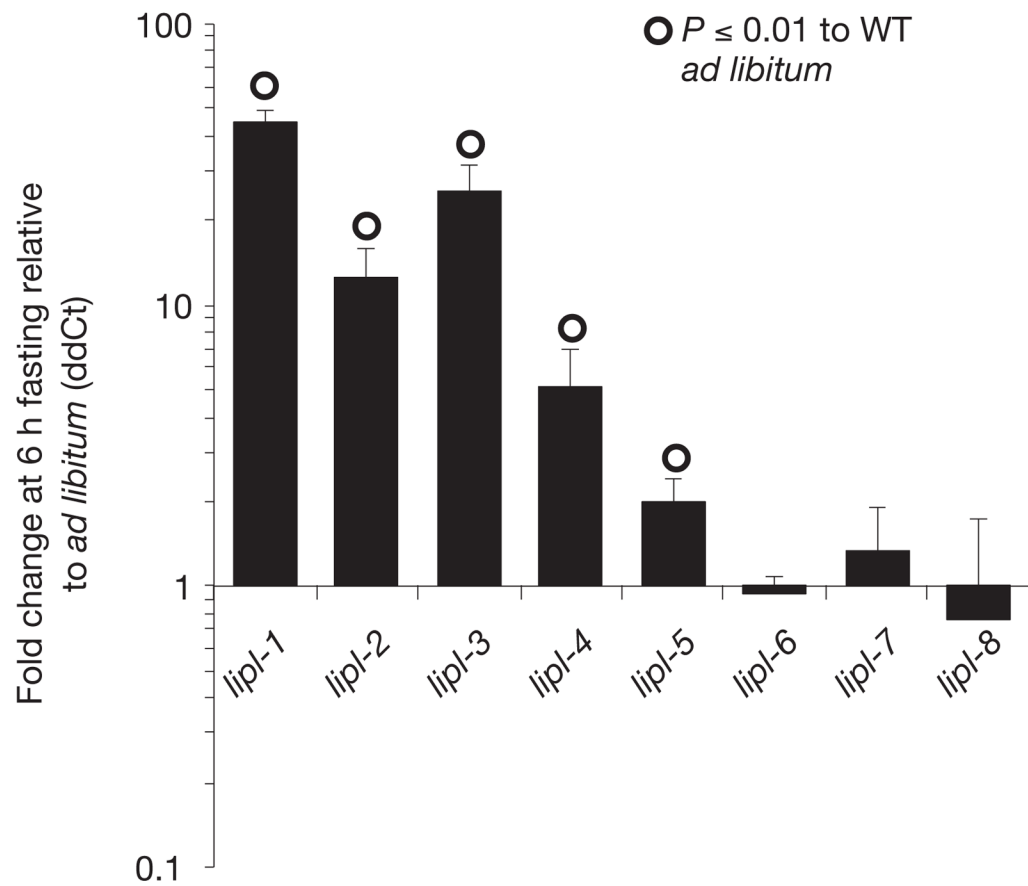 100
10
1
0.1
Fold change at 6 h fasting relative
to ad libitum (ddCt)
P ≤ 0.01 to WT
ad libitum
lipl-1
lipl-2
lipl-3
lipl-4
lipl-5
lipl-6
lipl-7
lipl-8